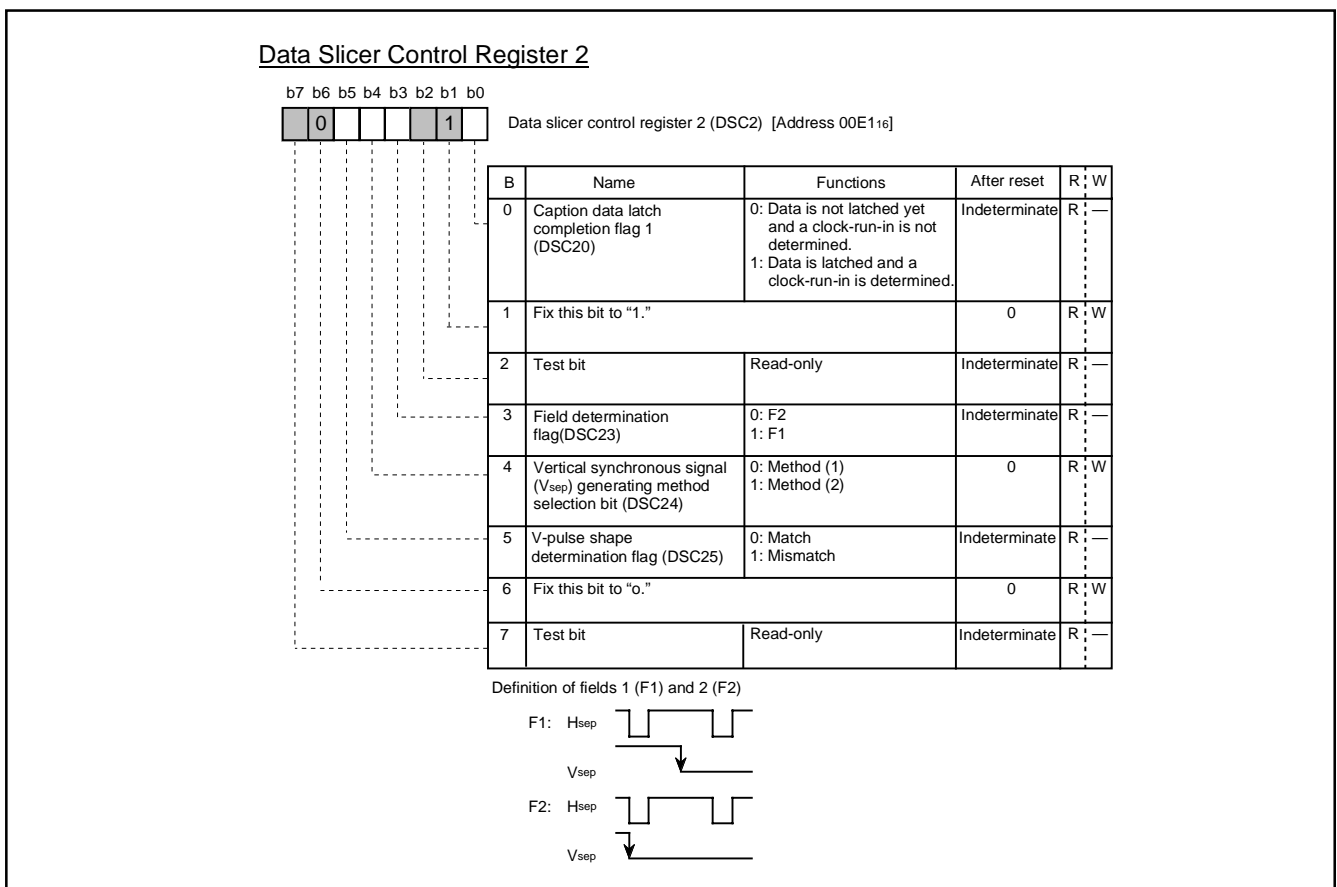 Data Slicer Control Register 2
b7 b6 b5 b4 b3 b2 b1 b0
0 1
Data slicer control register 2 (DSC2) [Address 00E116]
B Name Functions After reset R W
0 Caption data latch completion flag 1 (DSC20) 0: Data is not latched yet and a clock-run-in is not determined. 1: Data is latched and a clock-run-in is determined. Indeterminate R —
1 Fix this bit to “1.” 0 R W
2 Test bit Read-only Indeterminate R —
3 Field determination flag(DSC23) 0: F2 1: F1 Indeterminate R —
4 Vertical synchronous signal (Vsep) generating method selection bit (DSC24) 0: Method (1) 1: Method (2) 0 R W
5 V-pulse shape determination flag (DSC25) 0: Match 1: Mismatch Indeterminate R —
6 Fix this bit to “o.” 0 R W
7 Test bit Read-only Indeterminate R —
Definition of fields 1 (F1) and 2 (F2)
F1: Hsep
Vsep
F2: Hsep
Vsep